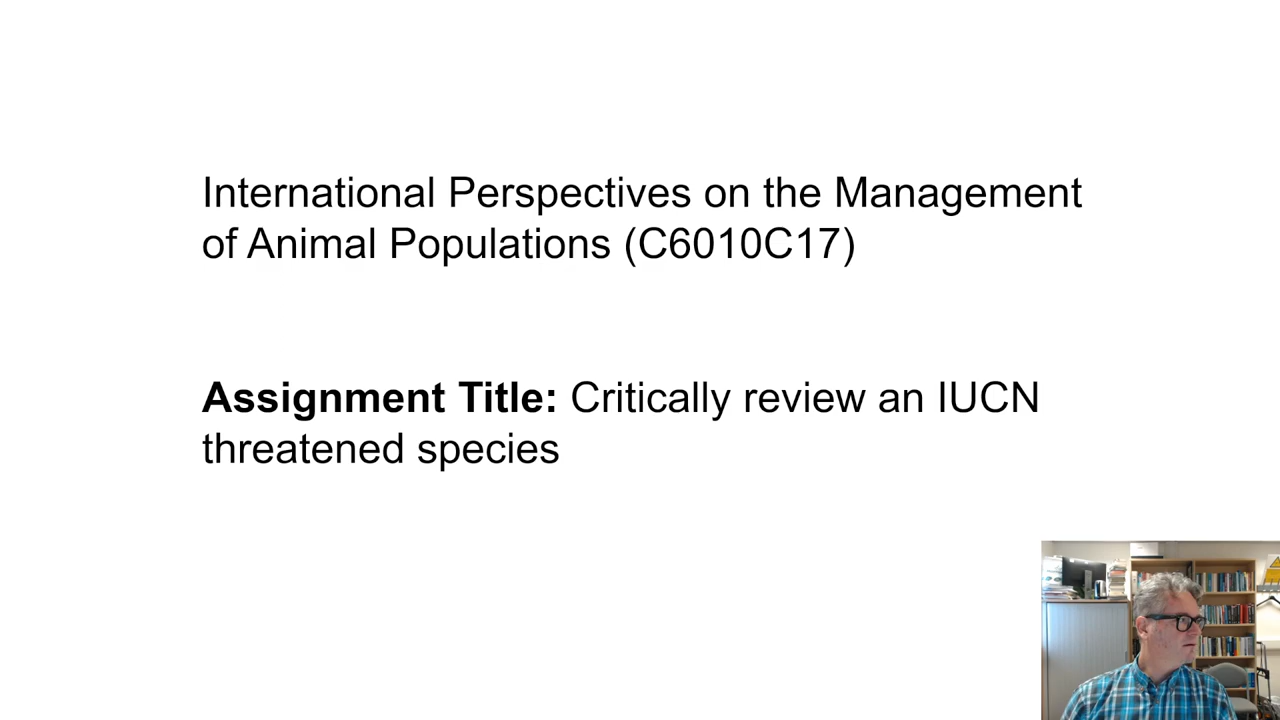 International Perspectives on the Management
of Animal Populations (C6010C17)
Assignment Title: Critically review an IUCN
threatened species